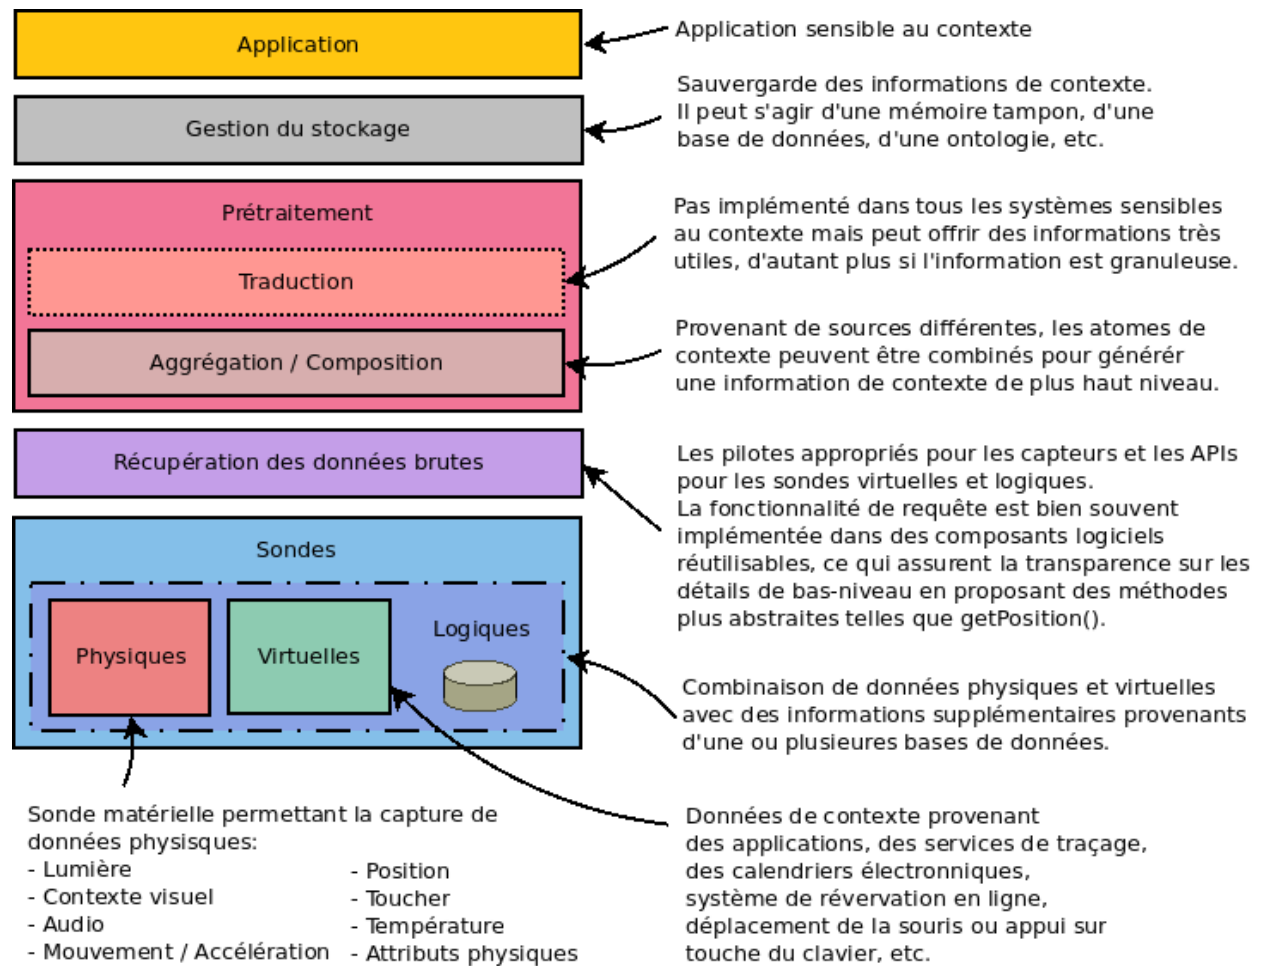 Application
Application sensible au contexte
Gestion du stockage
Sauvergarde des informations de contexte.
Il peut s'agir d'une mémoire tampon, d'une
base de données, d'une ontologie, etc.
Prétraitement
Traduction
Pas implémenté dans tous les systèmes sensibles
au contexte mais peut offrir des informations très
utiles, d'autant plus si l'information est granuleuse.
Aggrégation / Composition
Provenant de sources différentes, les atomes de
contexte peuvent être combinés pour générér
une information de contexte de plus haut niveau.
Récupération des données brutes
Les pilotes appropriés pour les capteurs et les APIs
pour les sondes virtuelles et logiques.
La fonctionnalité de requête est bien souvent
implémentée dans des composants logiciels
réutilisables, ce qui assurent la transparence sur les
détails de bas-niveau en proposant des méthodes
plus abstraites telles que getPosition().
Sondes
Physiques
Virtuelles
Logiques
Combinaison de données physiques et virtuelles
avec des informations supplémentaires provenants
d'une ou plusieures bases de données.
Sonde matérielle permettant la capture de
données physisques:
- Lumière
- Contexte visuel
- Audio
- Mouvement / Accélération
- Position
- Toucher
- Température
- Attributs physiques
Données de contexte provenant
des applications, des services de traçage,
des calendriers électronniques,
système de révervation en ligne,
déplacement de la souris ou appui sur
touche du clavier, etc.